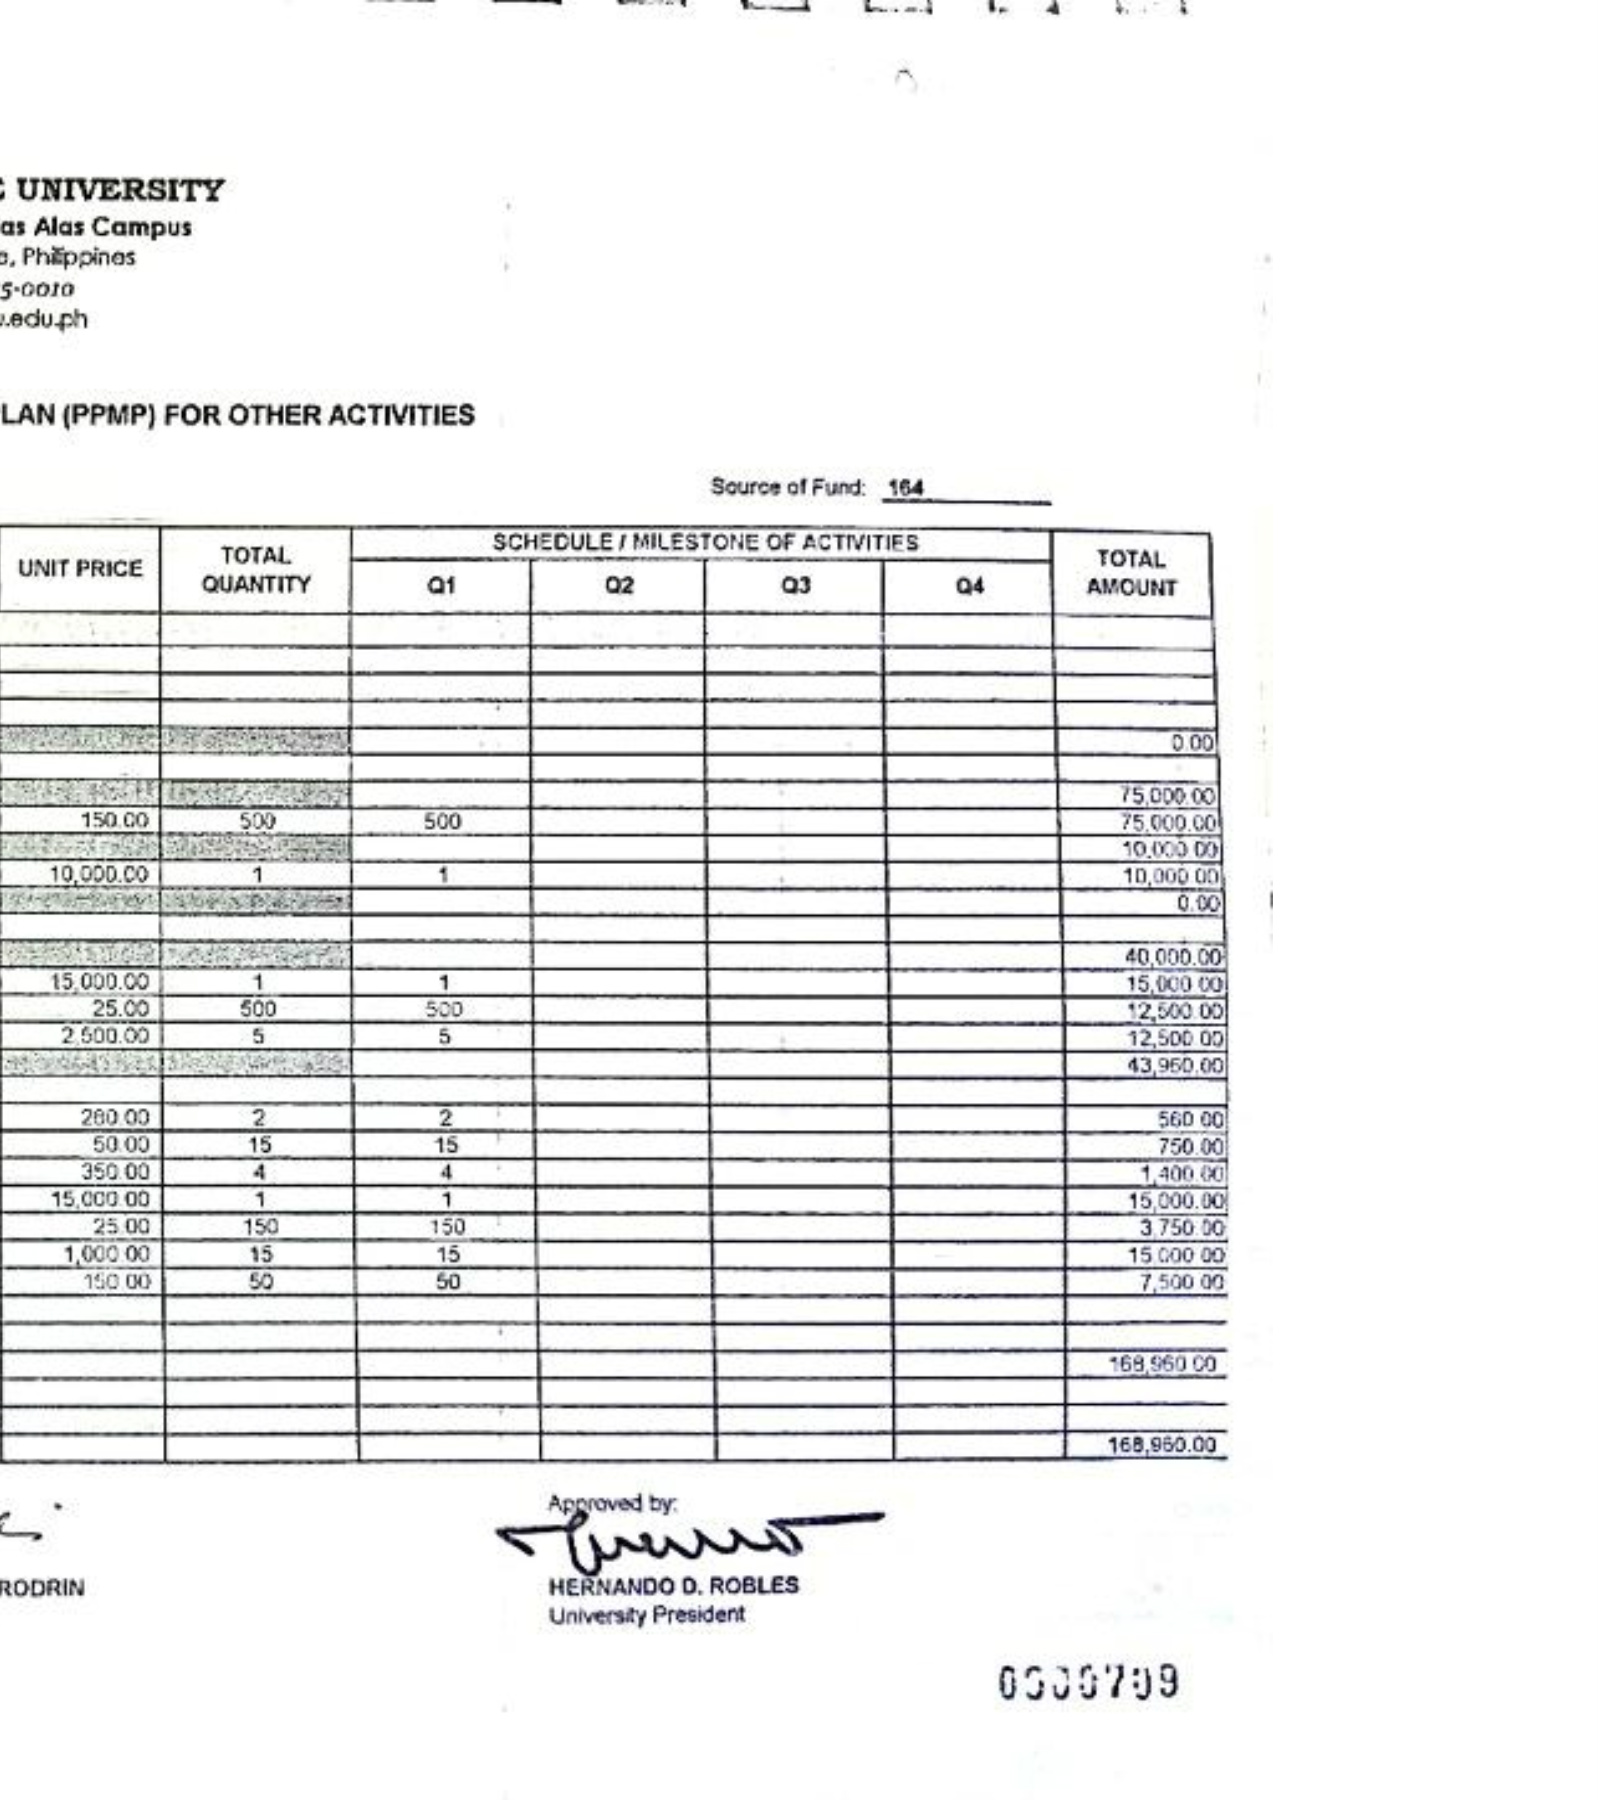 UNIVERSITY
as Alas Campus
, Philippines
5-0010
.edu.ph
LAN (PPMP) FOR OTHER ACTIVITIES
Source of Fund: 164
UNIT PRICE TOTAL QUANTITY SCHEDULE / MILESTONE OF ACTIVITIES TOTAL AMOUNT
Q1 Q2 Q3 Q4
0.00
75,000.00
150.00 500 500 75,000.00
10,000.00
10,000.00 1 1 10,000.00
0.00
40,000.00
15,000.00 1 1 15,000.00
25.00 500 500 12,500.00
2,500.00 5 5 12,500.00
43,960.00
280.00 2 2 560.00
50.00 15 15 750.00
350.00 4 4 1,400.00
15,000.00 1 1 15,000.00
25.00 150 150 3,750.00
1,000.00 15 15 15,000.00
150.00 50 50 7,500.00
168,960.00
168,960.00
Approved by:
RODRIN
HERNANDO D. ROBLES
University President